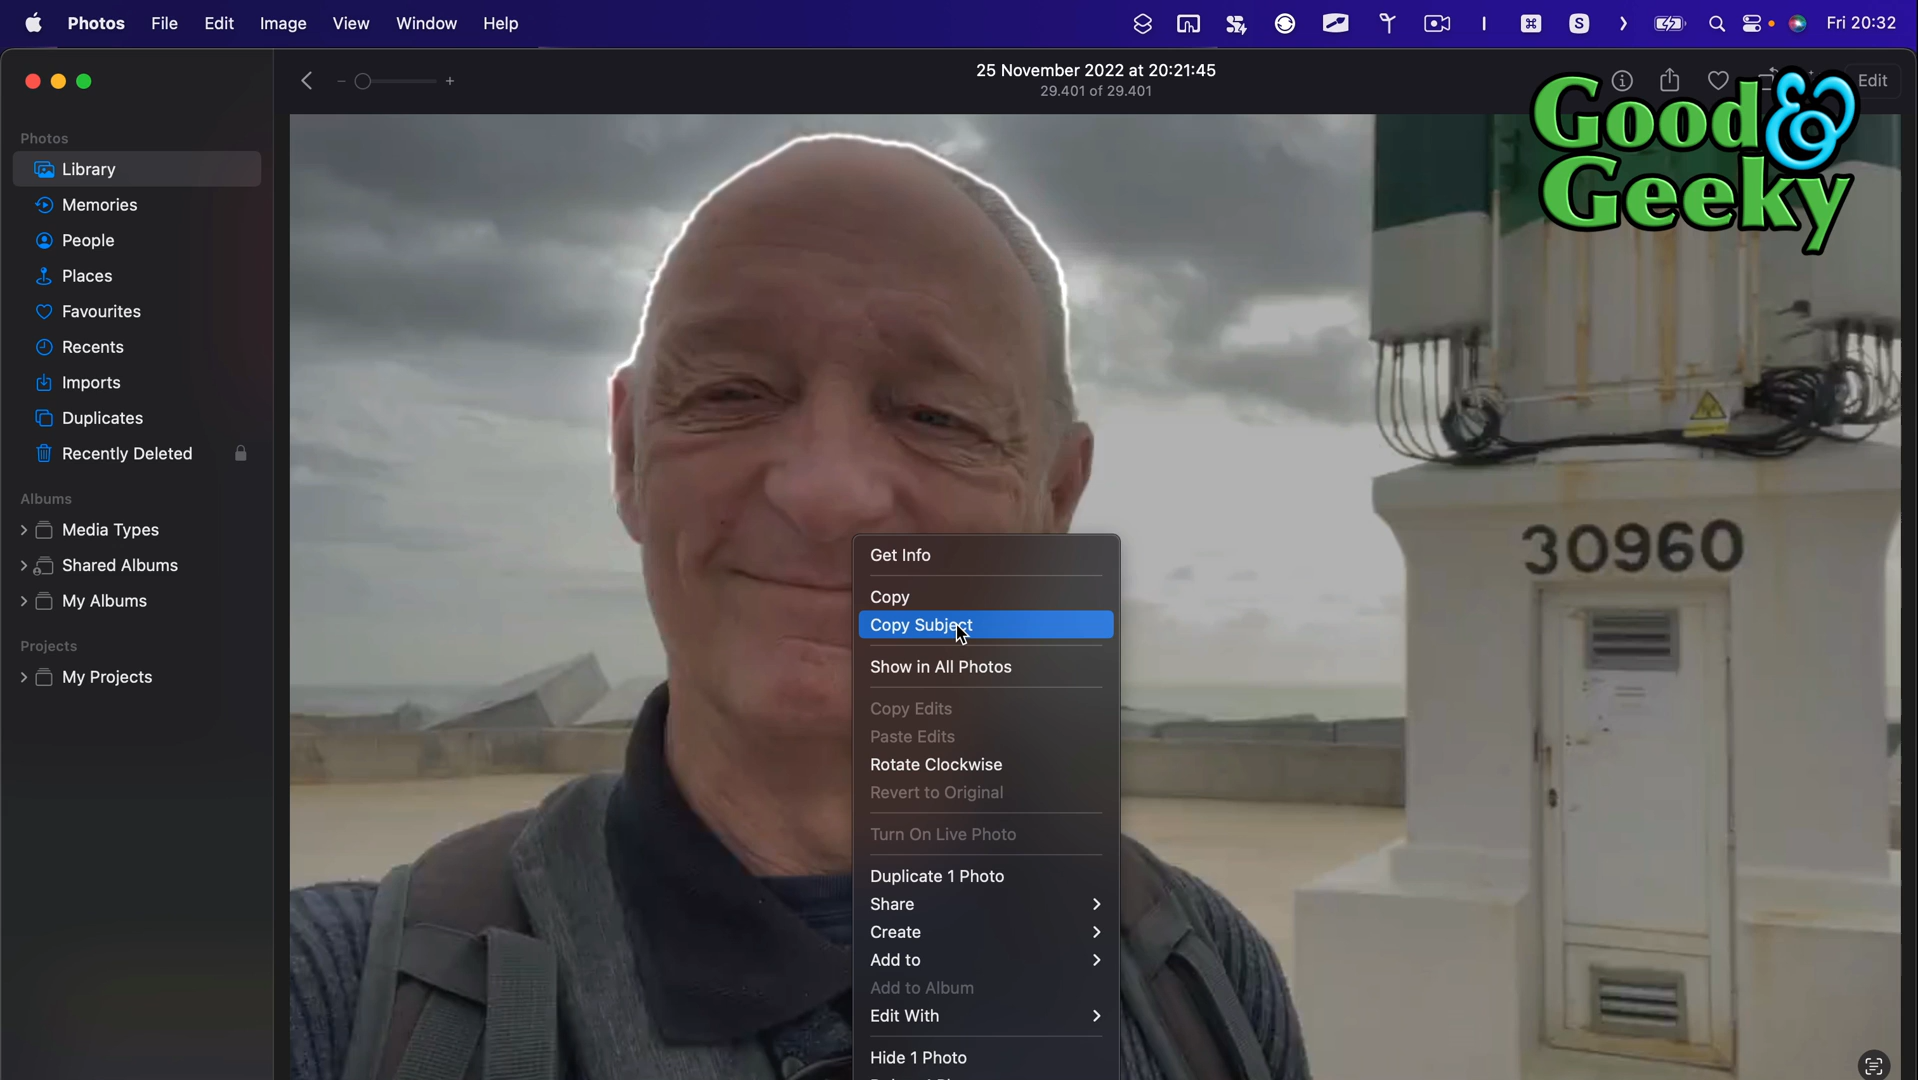 Photos File Edit Image View Window Help
Fri 20:32
25 November 2022 at 20:21:45
29.401 of 29.401
Edit
Good & Geeky
Photos
Library
Memories
People
Places
Favourites
Recents
Imports
Duplicates
Recently Deleted
Albums
Media Types
Shared Albums
My Albums
Projects
My Projects
30960
Get Info
Copy
Copy Subject
Show in All Photos
Copy Edits
Paste Edits
Rotate Clockwise
Revert to Original
Turn On Live Photo
Duplicate 1 Photo
Share
Create
Add to
Add to Album
Edit With
Hide 1 Photo